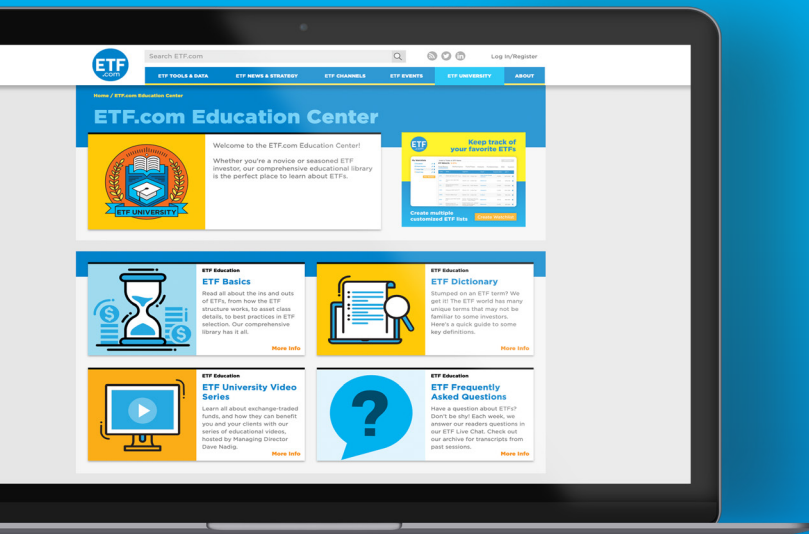 ETF
.com
Search ETF.com
Log In/Register
ETF TOOLS & DATA
ETF NEWS & STRATEGY
ETF CHANNELS
ETF EVENTS
ETF UNIVERSITY
ABOUT
Home / ETF.com Education Center
ETF.com Education Center
ETF UNIVERSITY
Welcome to the ETF.com Education Center!
Whether you're a novice or seasoned ETF
investor, our comprehensive educational library
is the perfect place to learn about ETFs.
ETF
Keep track of
your favorite ETFs
Create multiple
customized ETF lists
ETF Education
ETF Basics
Read all about the ins and outs
of ETFs, from how the ETF
structure works, to asset class
details, to best practices in ETF
selection. Our comprehensive
library has it all.
More Info
ETF Education
ETF Dictionary
Stumped on an ETF term? We
get it! The ETF world has many
unique terms that may not be
familiar to some investors.
Here's a quick guide to some
key definitions.
More Info
ETF Education
ETF University Video
Series
Learn all about exchange-traded
funds, and how they can benefit
you and your clients with our
series of educational videos,
hosted by Managing Director
Dave Nadig.
More Info
?
ETF Education
ETF Frequently
Asked Questions
Have a question about ETFs?
Don't be shy! Each week, we
answer our readers questions in
our ETF Live Chat. Check out
our archive for transcripts from
past sessions.
More Info